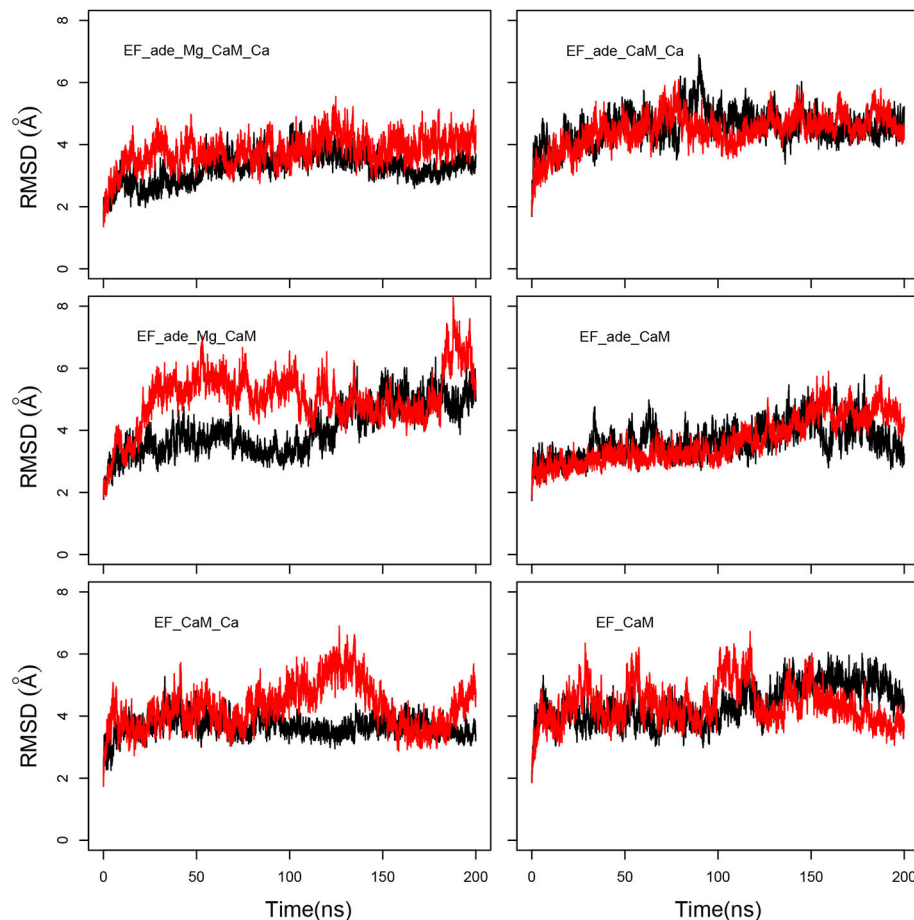 EF_ade_Mg_CaM_Ca
EF_ade_CaM_Ca
RMSD (Å)
0
2
4
6
8
EF_ade_Mg_CaM
EF_ade_CaM
RMSD (Å)
0
2
4
6
8
EF_CaM_Ca
EF_CaM
RMSD (Å)
0
2
4
6
8
0 50 100 150 200
0 50 100 150 200
Time(ns)
Time(ns)